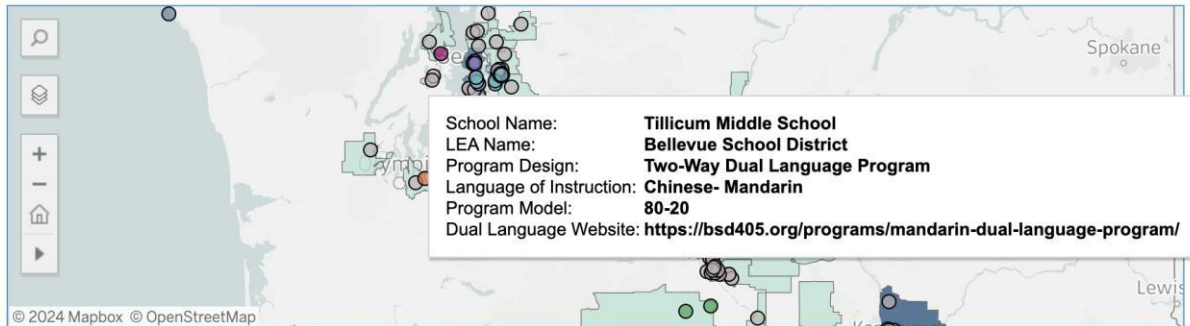 Spokane
School Name: Tillicum Middle School
LEA Name: Bellevue School District
Program Design: Two-Way Dual Language Program
Language of Instruction: Chinese- Mandarin
Program Model: 80-20
Dual Language Website: https://bsd405.org/programs/mandarin-dual-language-program/
Lewis
© 2024 Mapbox © OpenStreetMap